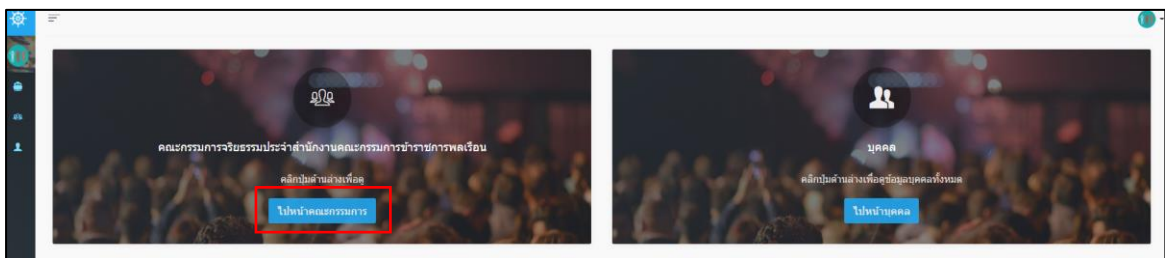 คณะกรรมการจริยธรรมประจำสำนักงานคณะกรรมการข้าราชการพลเรือน
คลิกปุ่มด้านล่างเพื่อดู
ไปหน้าคณะกรรมการ
บุคคล
คลิกปุ่มด้านล่างเพื่อดูข้อมูลบุคคลทั้งหมด
ไปหน้าบุคคล